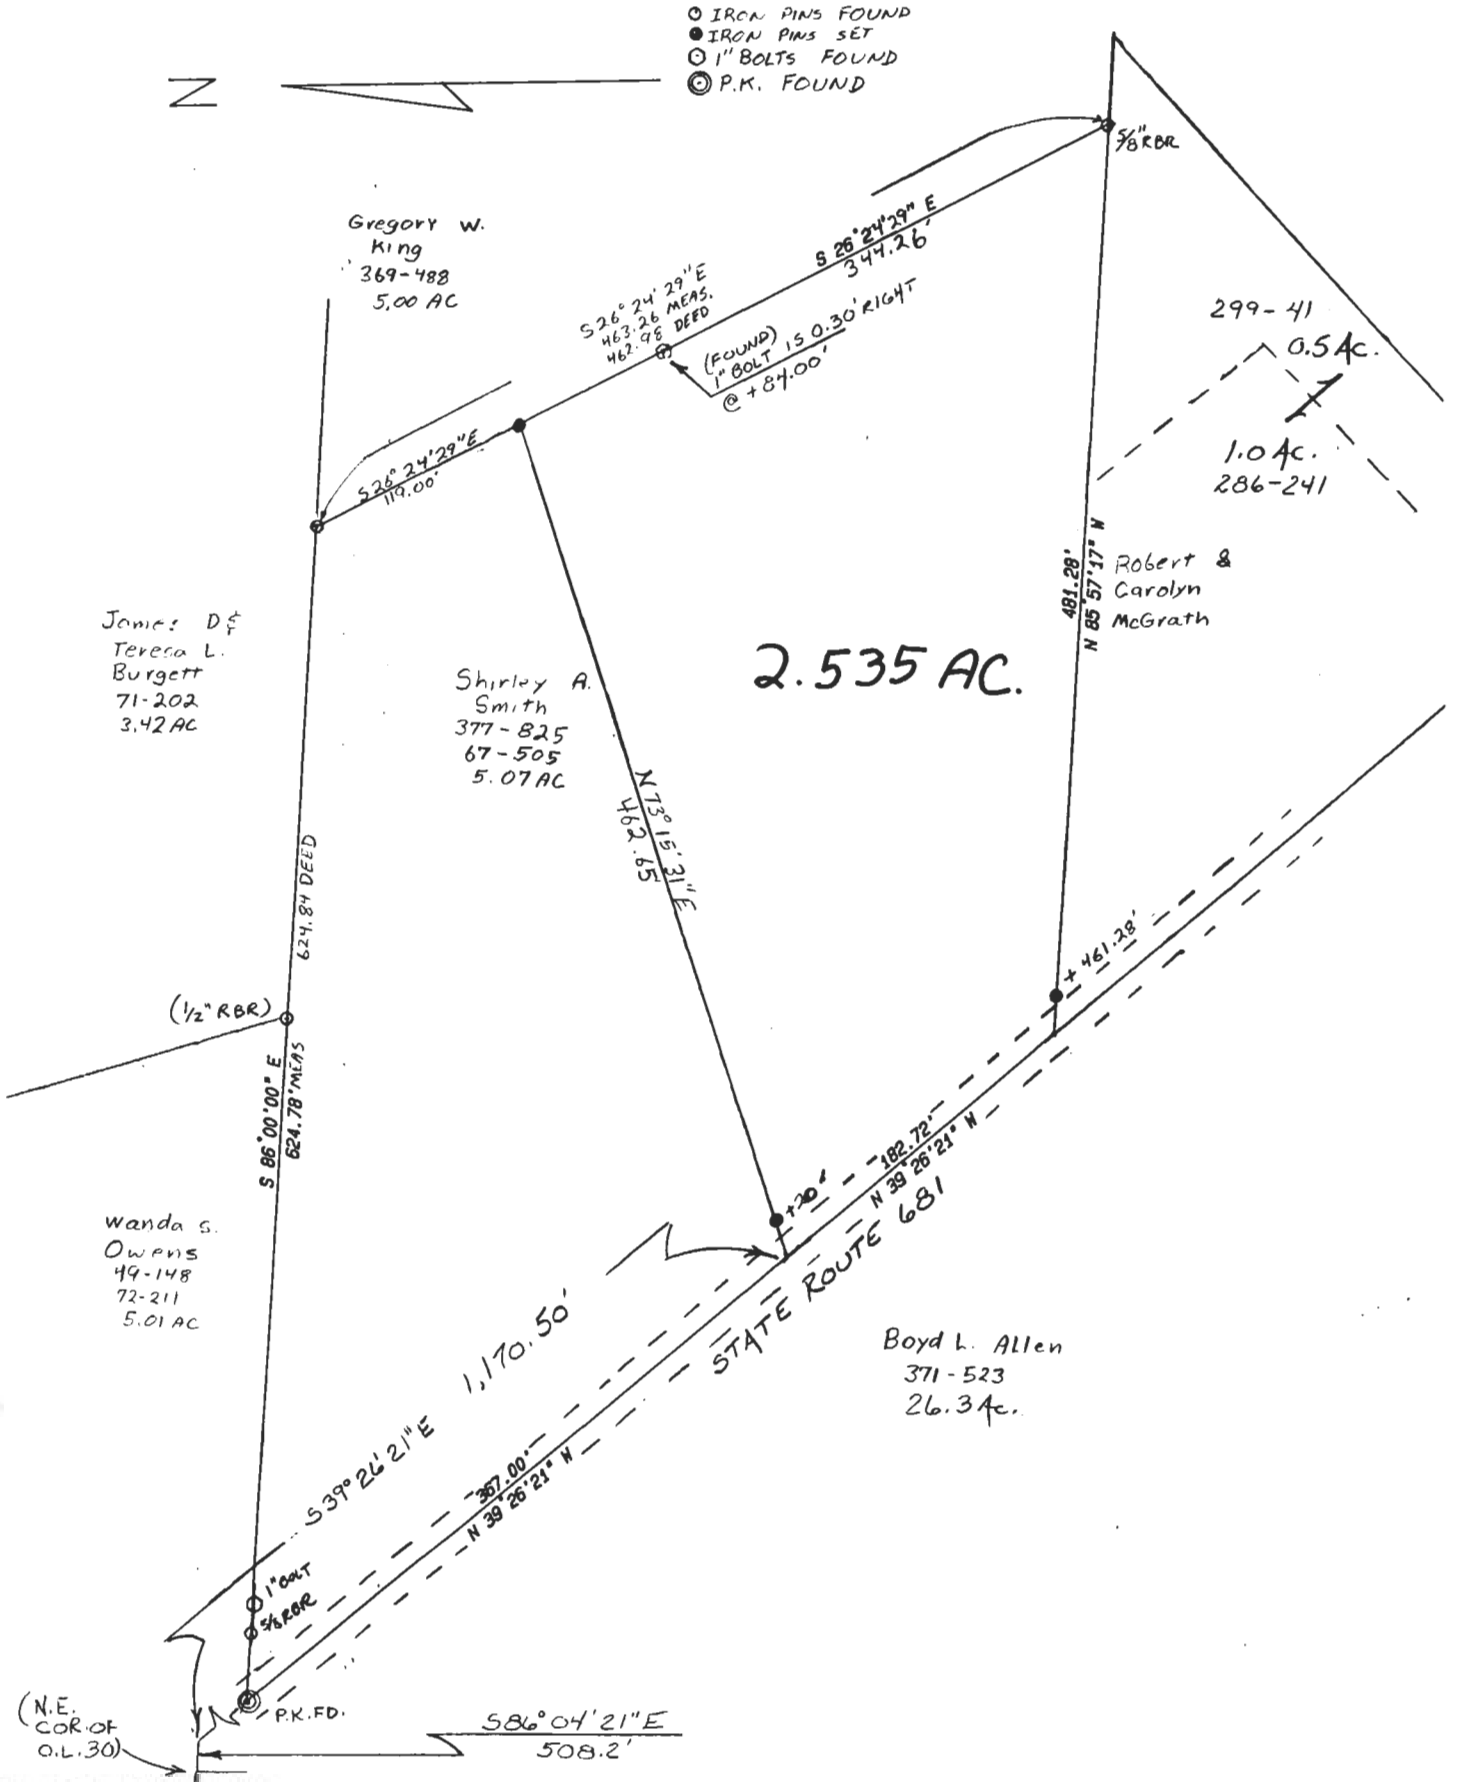 IRON PINS FOUND
IRON PINS SET
1" BOLTS FOUND
P.K. FOUND
N
5/8" RBR
Gregory W.
King
369-488
5.00 AC
S 26° 24' 29" E
344.26'
S 26° 24' 29" E
463.26 MEAS.
462.98 DEED
(FOUND)
1" BOLT IS 0.30' RIGHT
@ +84.00'
299-41
0.5 Ac.
1.0 Ac.
286-241
S 26° 24' 29" E
119.00'
481.28'
N 85°57'17" W
Robert &
Carolyn
McGrath
James D &
Teresa L.
Burgett
71-202
3.42 AC
Shirley A.
Smith
377-825
67-505
5.07 AC
2.535 AC.
N 73° 15' 31" E
462.65'
624.84 DEED
(1/2" RBR)
S 86°00'00" E
624.78' MEAS
+ 461.28'
+20'
182.72'
N 39°26'21" W
STATE ROUTE 681
Wanda S.
Owens
49-148
72-211
5.01 AC
S 39° 26' 21" E 1,170.50'
Boyd L. Allen
371-523
26.3 Ac.
367.00'
N 39°26'21" W
1" BOLT
5/8 RBR
P.K. FD.
(N.E.
COR. OF
O.L. 30)
S86° 04' 21" E
508.2'